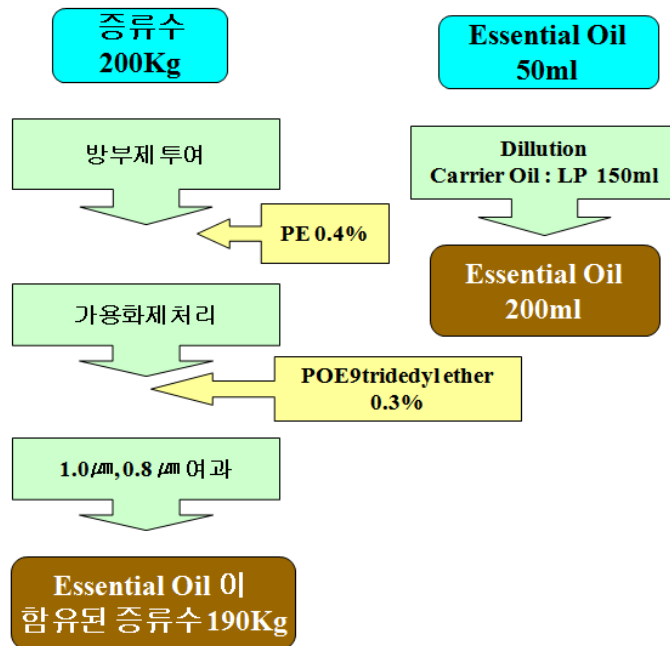 증류수
200Kg
방부제 투여
PE 0.4%
가용화제 처리
POE9tridedyl ether
0.3%
1.0㎛, 0.8㎛ 여과
Essential Oil 이
함유된 증류수 190Kg
Essential Oil
50ml
Dillution
Carrier Oil : LP 150ml
Essential Oil
200ml